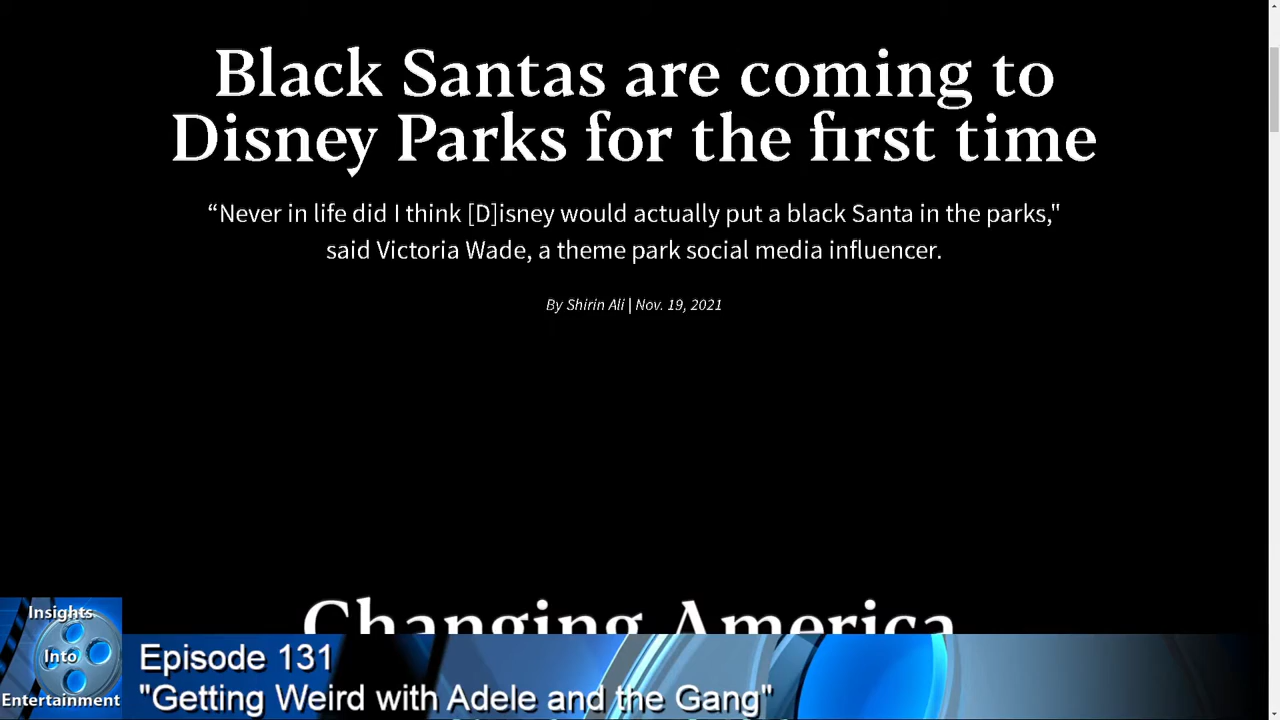 Black Santas are coming to
Disney Parks for the first time
“Never in life did I think [D]isney would actually put a black Santa in the parks,"
said Victoria Wade, a theme park social media influencer.
By Shirin Ali | Nov. 19, 2021
Changing America
Insights
Into
Entertainment
Episode 131
"Getting Weird with Adele and the Gang"